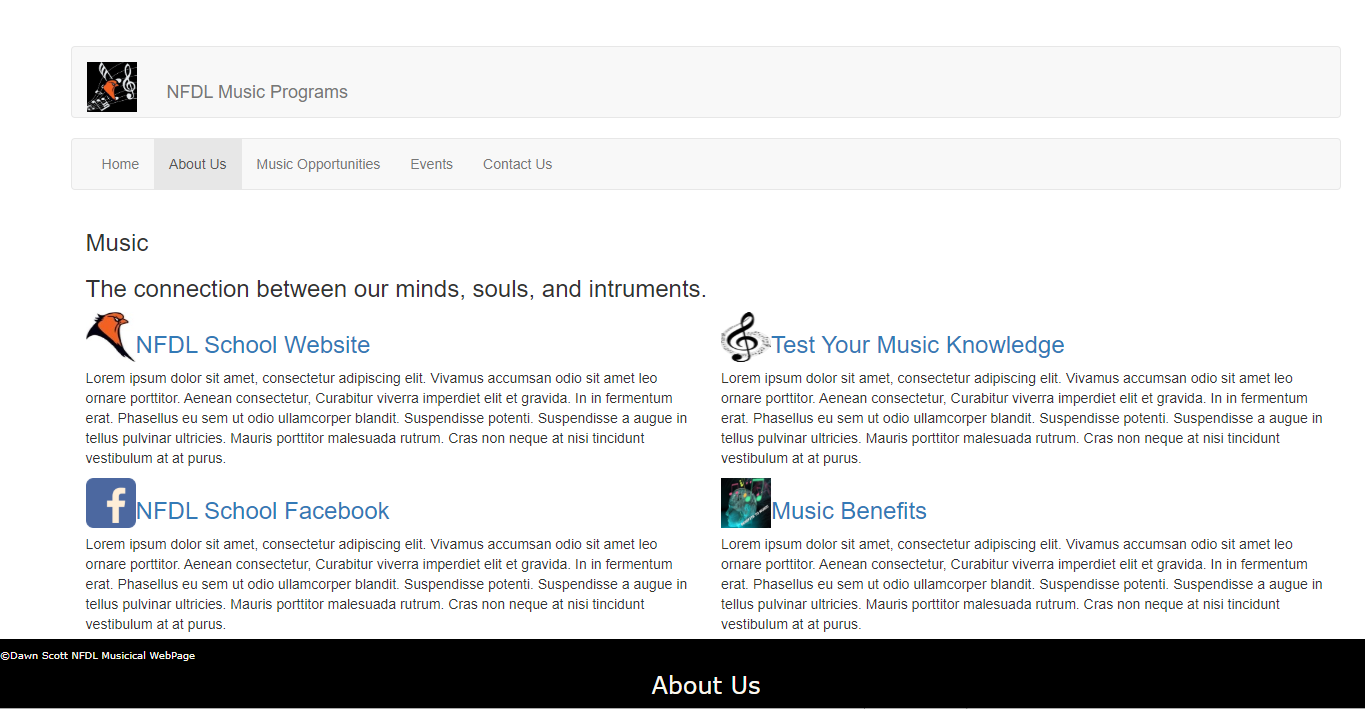 NFDL Music Programs
Home About Us Music Opportunities Events Contact Us
Music
The connection between our minds, souls, and intruments.
NFDL School Website
Lorem ipsum dolor sit amet, consectetur adipiscing elit. Vivamus accumsan odio sit amet leo
ornare porttitor. Aenean consectetur, Curabitur viverra imperdiet elit et gravida. In in fermentum
erat. Phasellus eu sem ut odio ullamcorper blandit. Suspendisse potenti. Suspendisse a augue in
tellus pulvinar ultricies. Mauris porttitor malesuada rutrum. Cras non neque at nisi tincidunt
vestibulum at at purus.
Test Your Music Knowledge
Lorem ipsum dolor sit amet, consectetur adipiscing elit. Vivamus accumsan odio sit amet leo
ornare porttitor. Aenean consectetur, Curabitur viverra imperdiet elit et gravida. In in fermentum
erat. Phasellus eu sem ut odio ullamcorper blandit. Suspendisse potenti. Suspendisse a augue in
tellus pulvinar ultricies. Mauris porttitor malesuada rutrum. Cras non neque at nisi tincidunt
vestibulum at at purus.
NFDL School Facebook
Lorem ipsum dolor sit amet, consectetur adipiscing elit. Vivamus accumsan odio sit amet leo
ornare porttitor. Aenean consectetur, Curabitur viverra imperdiet elit et gravida. In in fermentum
erat. Phasellus eu sem ut odio ullamcorper blandit. Suspendisse potenti. Suspendisse a augue in
tellus pulvinar ultricies. Mauris porttitor malesuada rutrum. Cras non neque at nisi tincidunt
vestibulum at at purus.
Music Benefits
Lorem ipsum dolor sit amet, consectetur adipiscing elit. Vivamus accumsan odio sit amet leo
ornare porttitor. Aenean consectetur, Curabitur viverra imperdiet elit et gravida. In in fermentum
erat. Phasellus eu sem ut odio ullamcorper blandit. Suspendisse potenti. Suspendisse a augue in
tellus pulvinar ultricies. Mauris porttitor malesuada rutrum. Cras non neque at nisi tincidunt
vestibulum at at purus.
©Dawn Scott NFDL Musicical WebPage
About Us